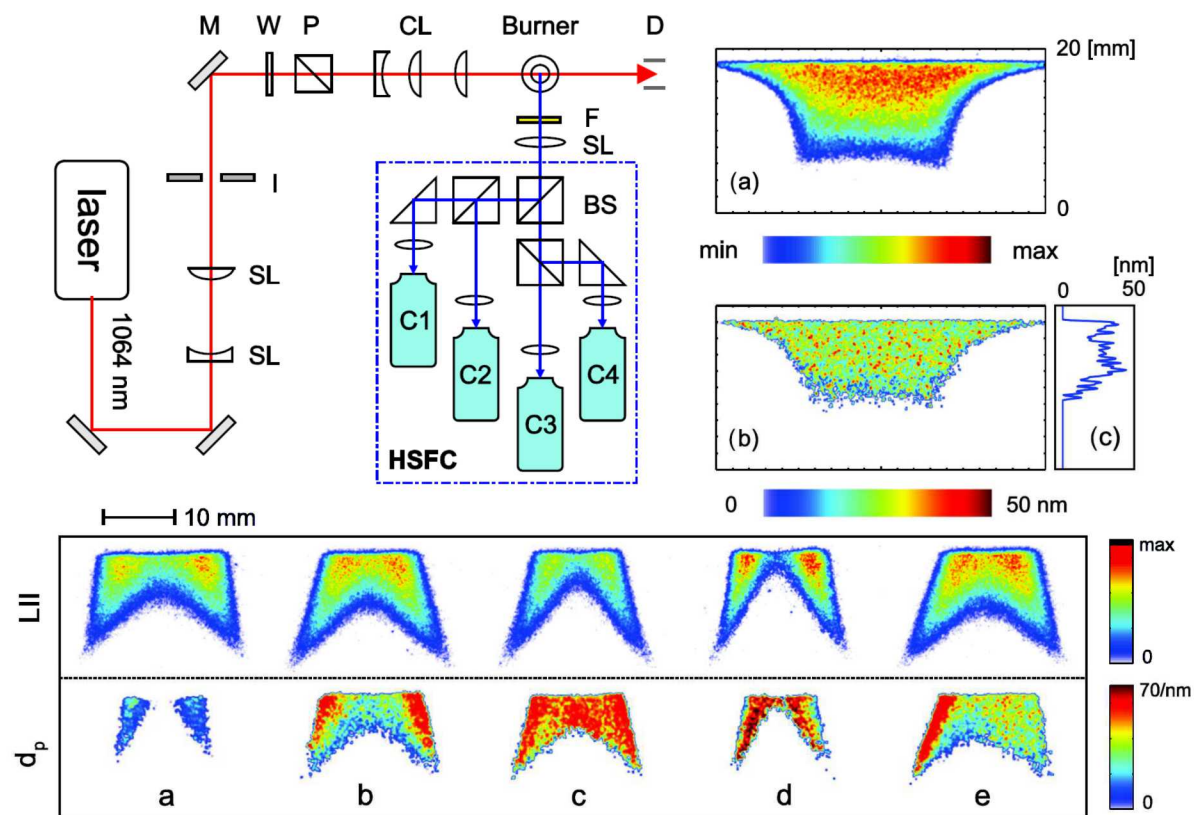 M W P CL Burner D
F
SL
I
BS
laser
SL
1064 nm
SL
C1
C2
C3
C4
HSFC
20 [mm]
(a)
0
min max
[nm]
0 50
(b)
(c)
0 50 nm
10 mm
LII
max
0
dp
70/nm
0
a b c d e